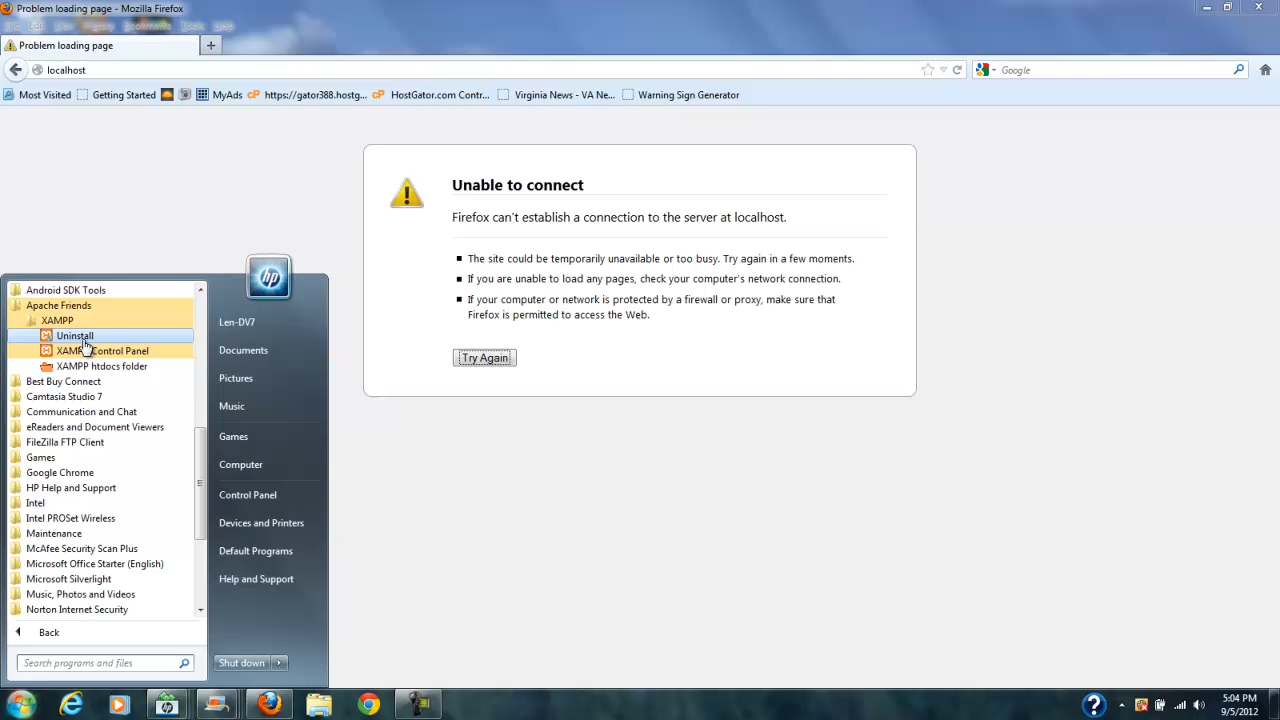 Problem loading page - Mozilla Firefox
Problem loading page
localhost
Google
Most Visited
Getting Started
MyAds
https://gator388.hostg...
HostGator.com Contr...
Virginia News - VA Ne...
Warning Sign Generator
Unable to connect
Firefox can't establish a connection to the server at localhost.
The site could be temporarily unavailable or too busy. Try again in a few moments.
If you are unable to load any pages, check your computer's network connection.
If your computer or network is protected by a firewall or proxy, make sure that
Firefox is permitted to access the Web.
Try Again
Android SDK Tools
Apache Friends
XAMPP
Uninstall
XAMPP Control Panel
XAMPP htdocs folder
Best Buy Connect
Camtasia Studio 7
Communication and Chat
eReaders and Document Viewers
FileZilla FTP Client
Games
Google Chrome
HP Help and Support
Intel
Intel PROSet Wireless
Maintenance
McAfee Security Scan Plus
Microsoft Office Starter (English)
Microsoft Silverlight
Music, Photos and Videos
Norton Internet Security
Back
Search programs and files
hp
Len-DV7
Documents
Pictures
Music
Games
Computer
Control Panel
Devices and Printers
Default Programs
Help and Support
Shut down
5:04 PM
9/5/2012